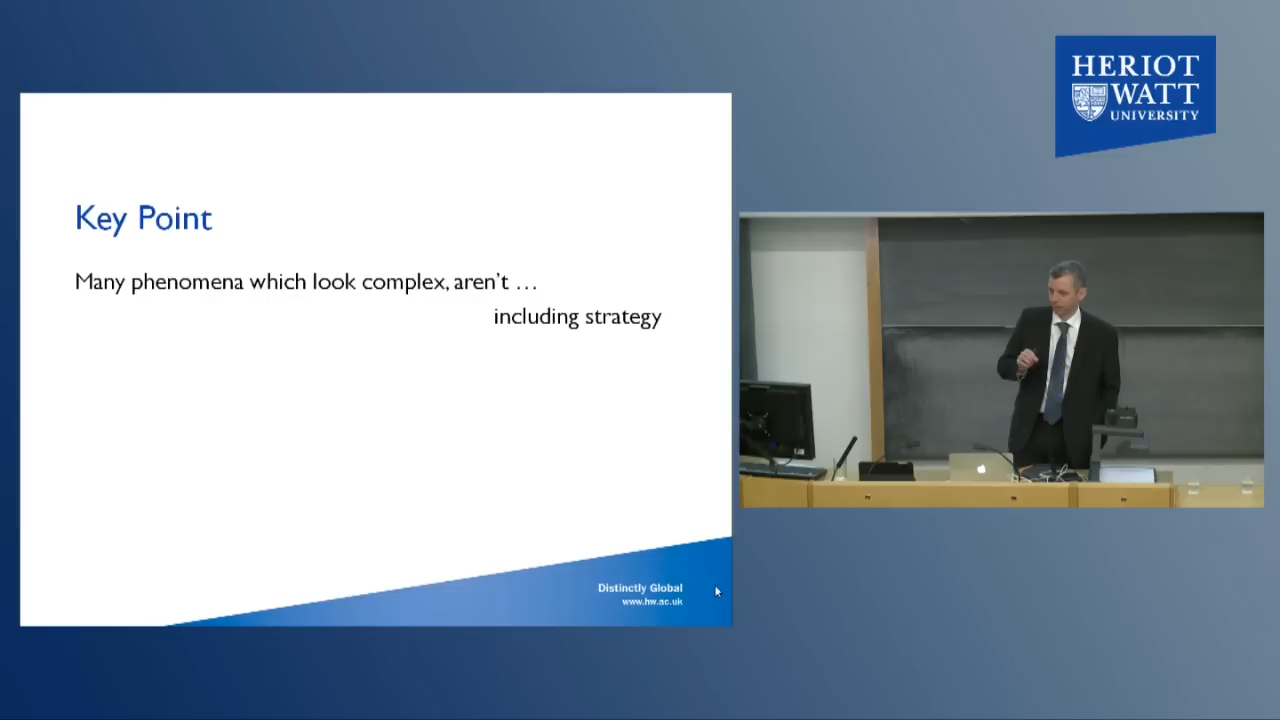 HERIOT
WATT
UNIVERSITY
Key Point
Many phenomena which look complex, aren't ...
including strategy
Distinctly Global
www.hw.ac.uk